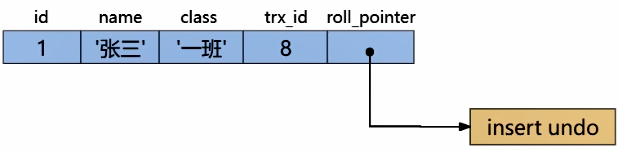 id name class trx_id roll_pointer
1 '张三' '一班' 8
insert undo